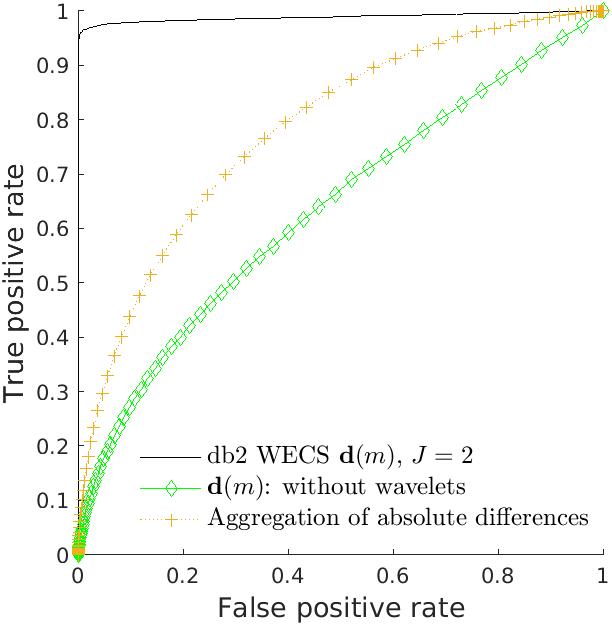 1
0.9
0.8
0.7
0.6
0.5
0.4
0.3
0.2
0.1
0
True positive rate
db2 WECS d(m), J = 2
d(m): without wavelets
Aggregation of absolute differences
0 0.2 0.4 0.6 0.8 1
False positive rate